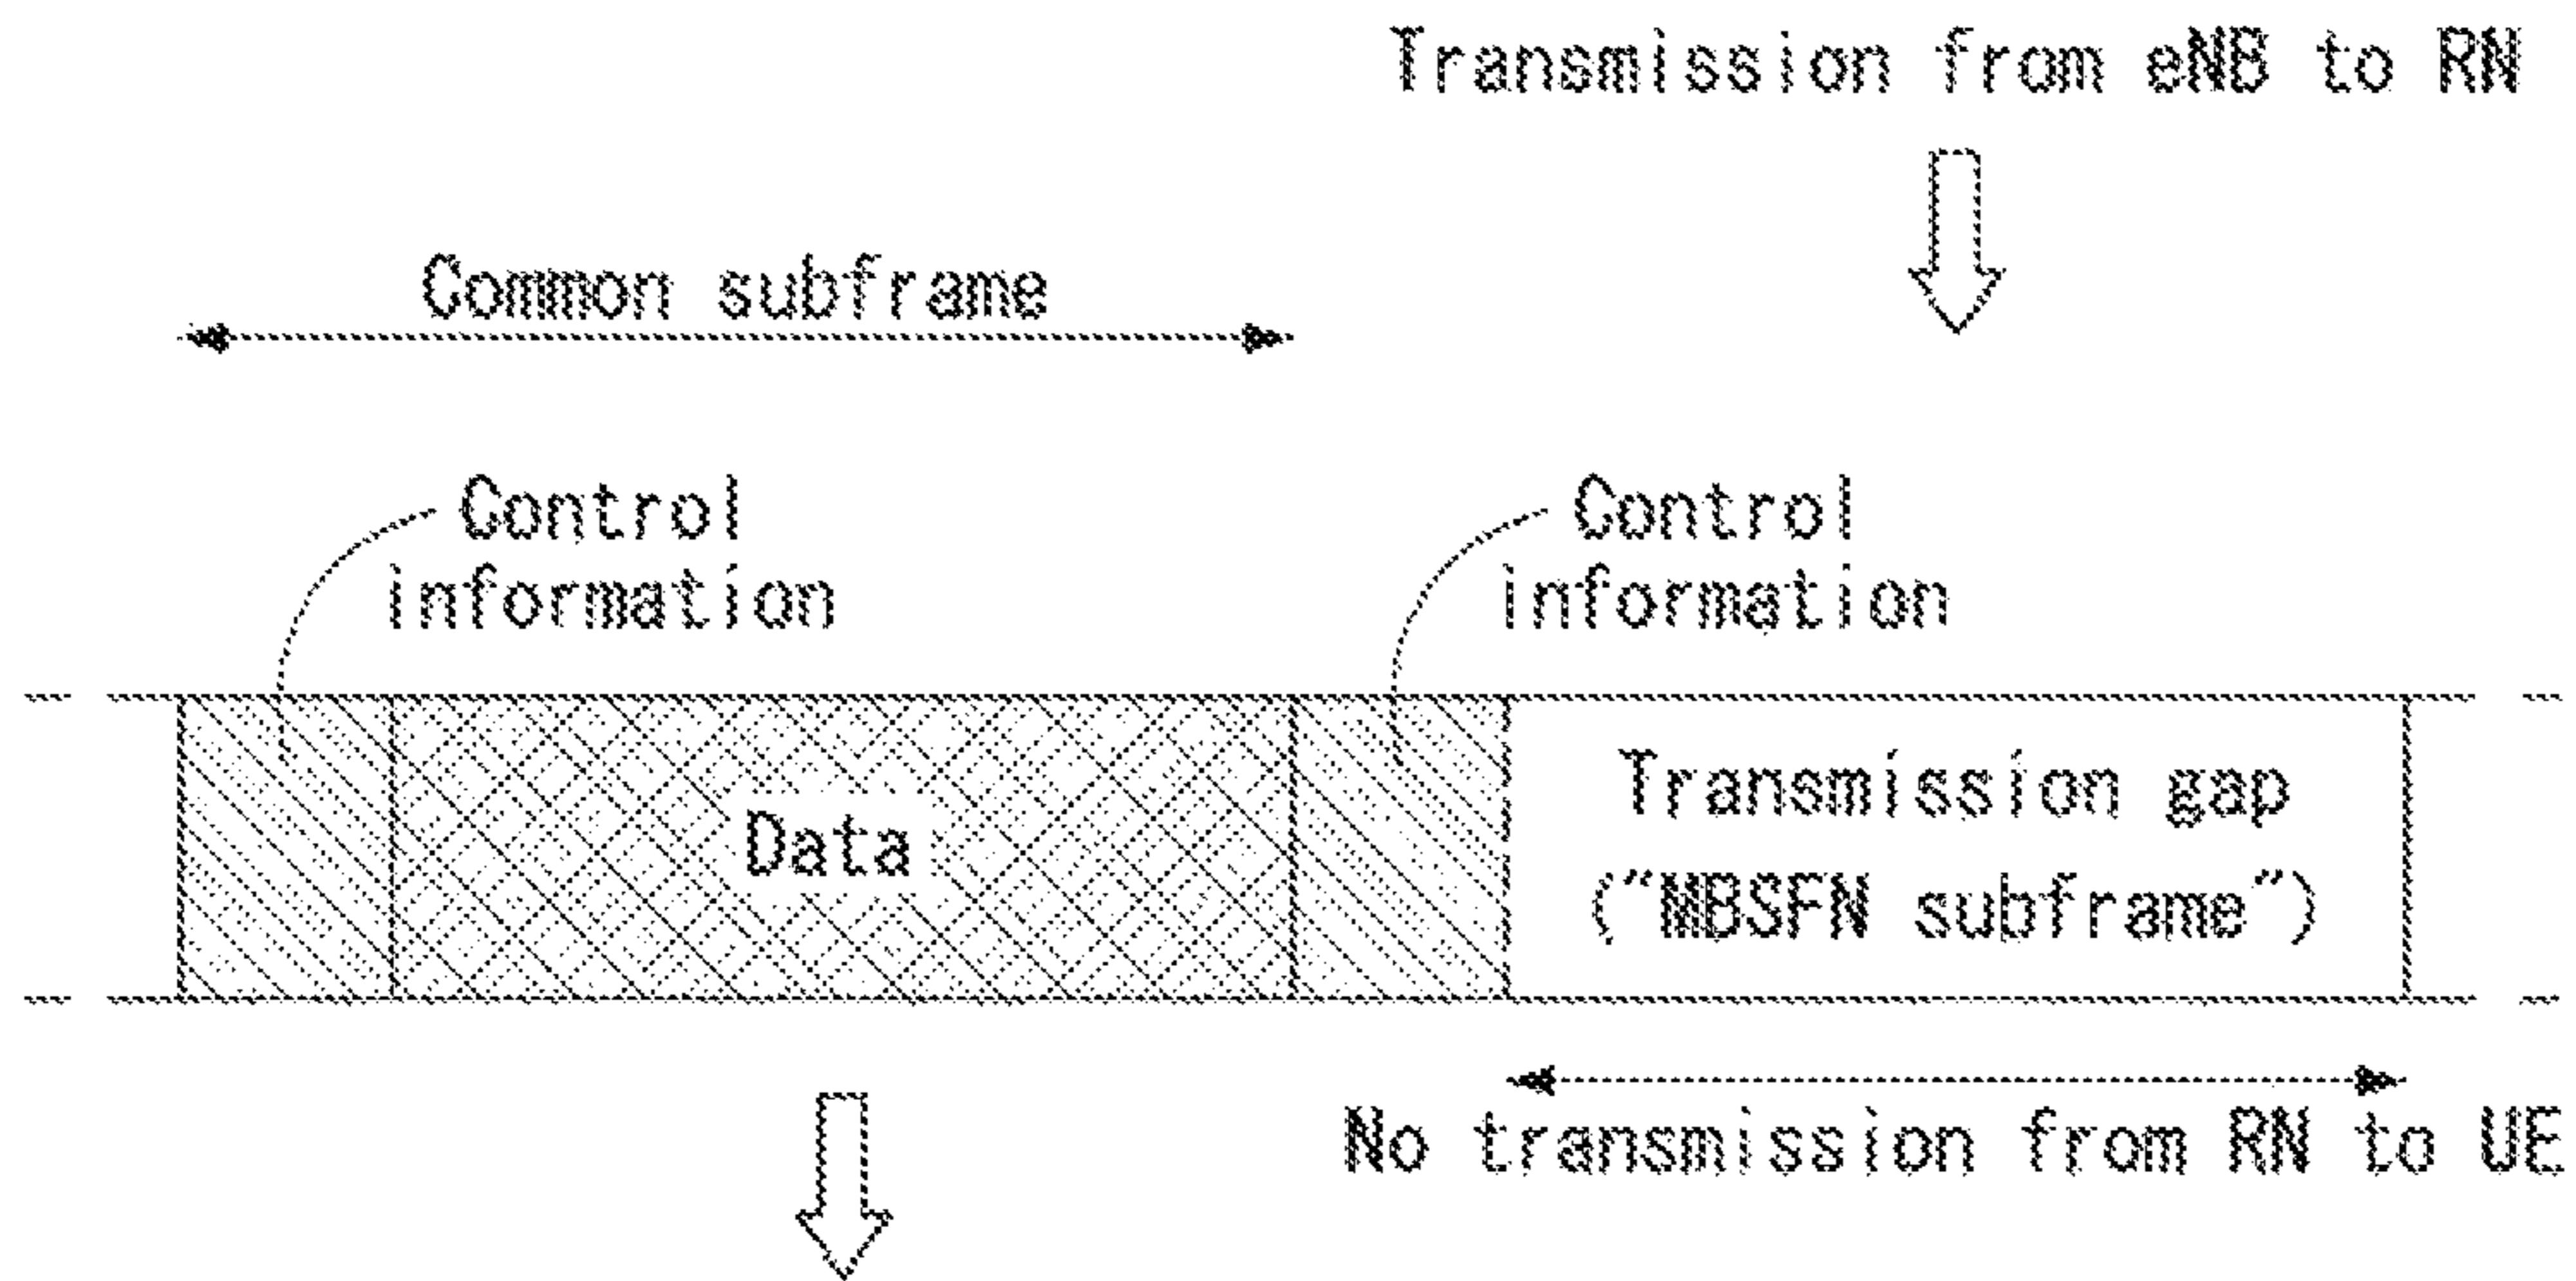 Transmission from eNB to RN
Common subframe
Control
information
Control
information
Data
Transmission gap
("MBSFN subframe")
No transmission from RN to UE